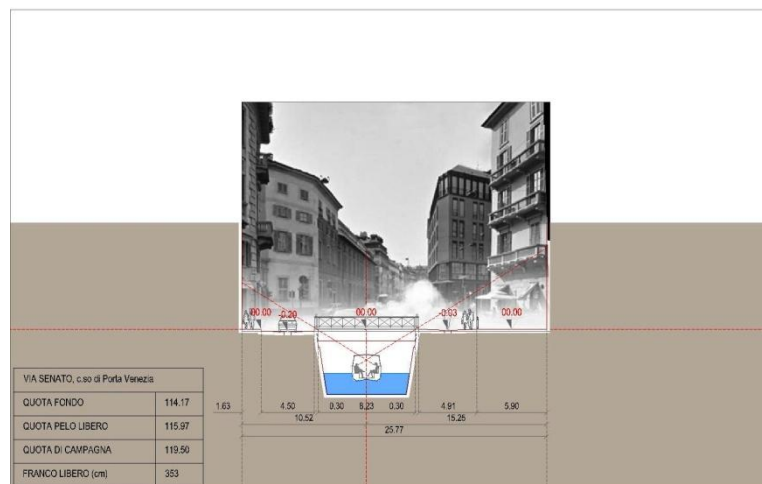 00.00 -0.20 00.00 -0.03 00.00
VIA SENATO, c.so di Porta Venezia
QUOTA FONDO 114.17
QUOTA PELO LIBERO 115.97
QUOTA DI CAMPAGNA 119.50
FRANCO LIBERO (cm) 353
1.63 4.50 0.30 8.23 0.30 4.91 5.90
10.52 15.25
25.77